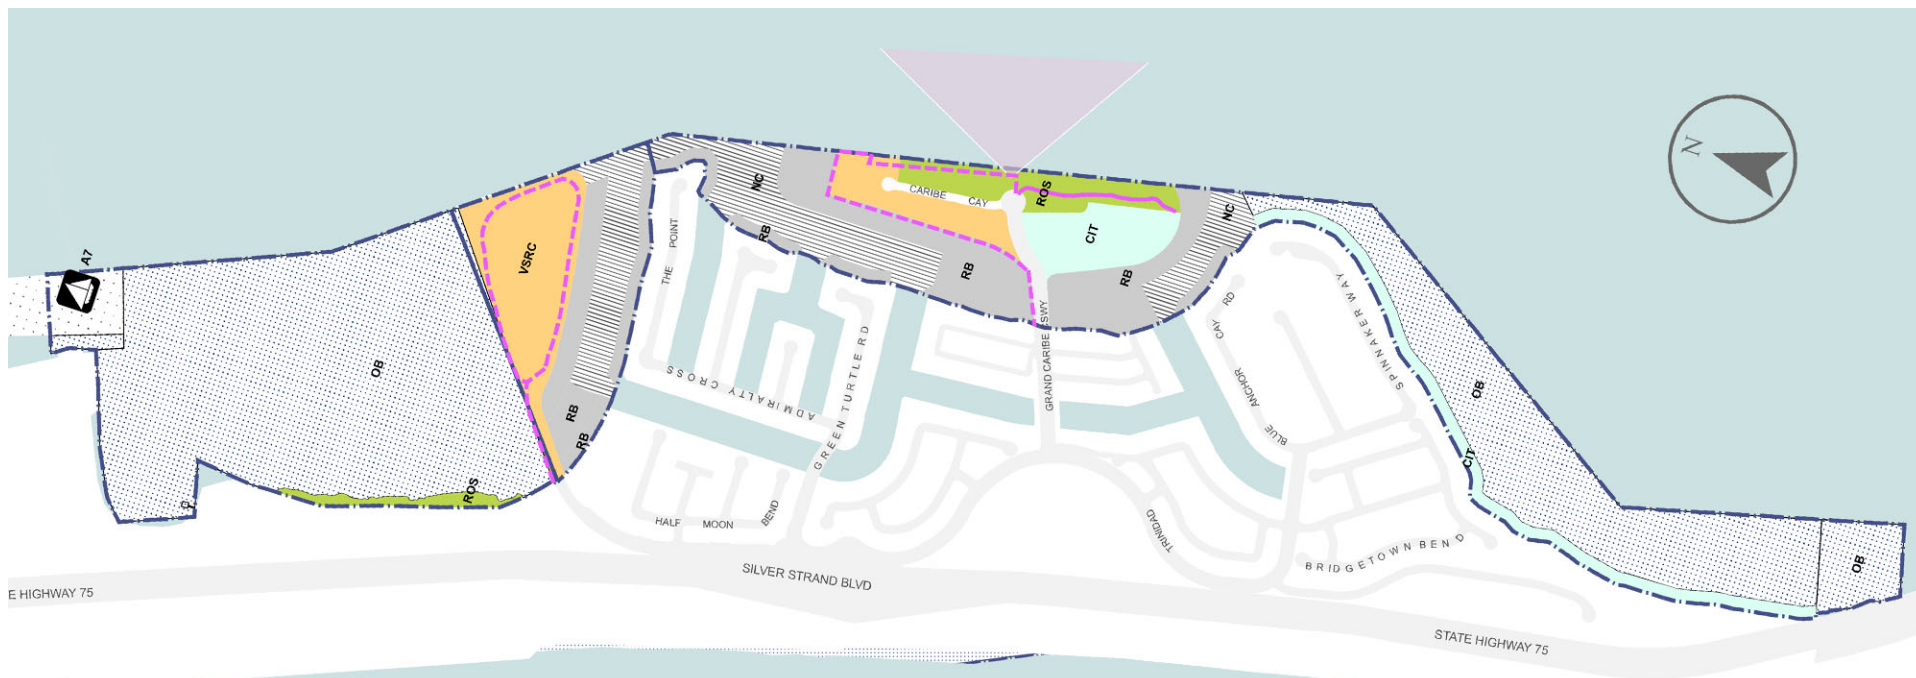 N
A7
VSRC
NC
CARIBE CAY
ROS
NC
CIT
RB
THE POINT
RB
RB
OB
GRAND CARIBE CSWY
CAY RD
ANCHOR
BLUE
SPINNAKER WAY
ADMIRALTY CROSS
GREEN TURTLE RD
OB
RB
RB
CIT
ROS
HALF MOON BEND
TRINIDAD
BRIDGETOWN BEND
OB
SILVER STRAND BLVD
E HIGHWAY 75
STATE HIGHWAY 75